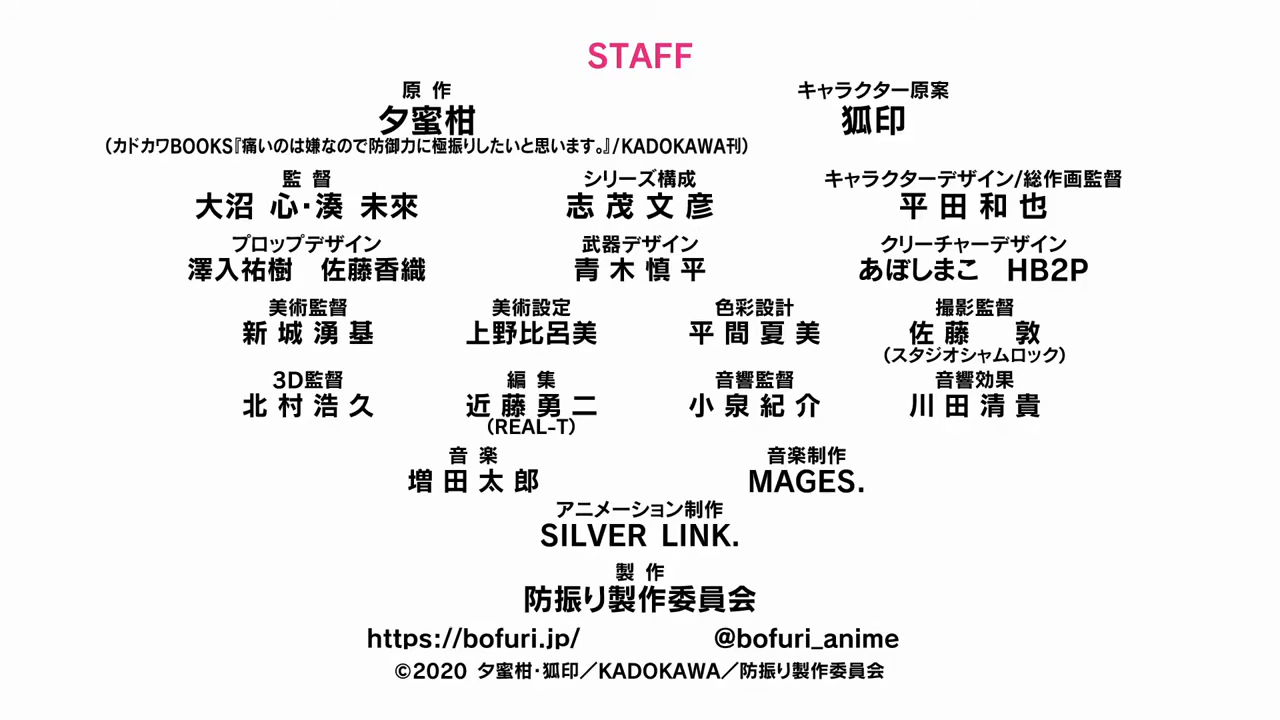 STAFF
原作 キャラクター原案
夕蜜柑 狐印
(カドカワBOOKS『痛いのは嫌なので防御力に極振りしたいと思います。』/KADOKAWA刊)
監督 シリーズ構成 キャラクターデザイン/総作画監督
大沼 心・湊 未來 志茂文彦 平田和也
プロップデザイン 武器デザイン クリーチャーデザイン
澤入祐樹 佐藤香織 青木慎平 あぼしまこ HB2P
美術監督 美術設定 色彩設計 撮影監督
新城湧基 上野比呂美 平間夏美 佐藤 敦
(スタジオシャムロック)
3D監督 編集 音響監督 音響効果
北村浩久 近藤勇二 小泉紀介 川田清貴
(REAL-T)
音楽 音楽制作
増田太郎 MAGES.
アニメーション制作
SILVER LINK.
製作
防振り製作委員会
https://bofuri.jp/ @bofuri_anime
©2020 夕蜜柑・狐印/KADOKAWA/防振り製作委員会